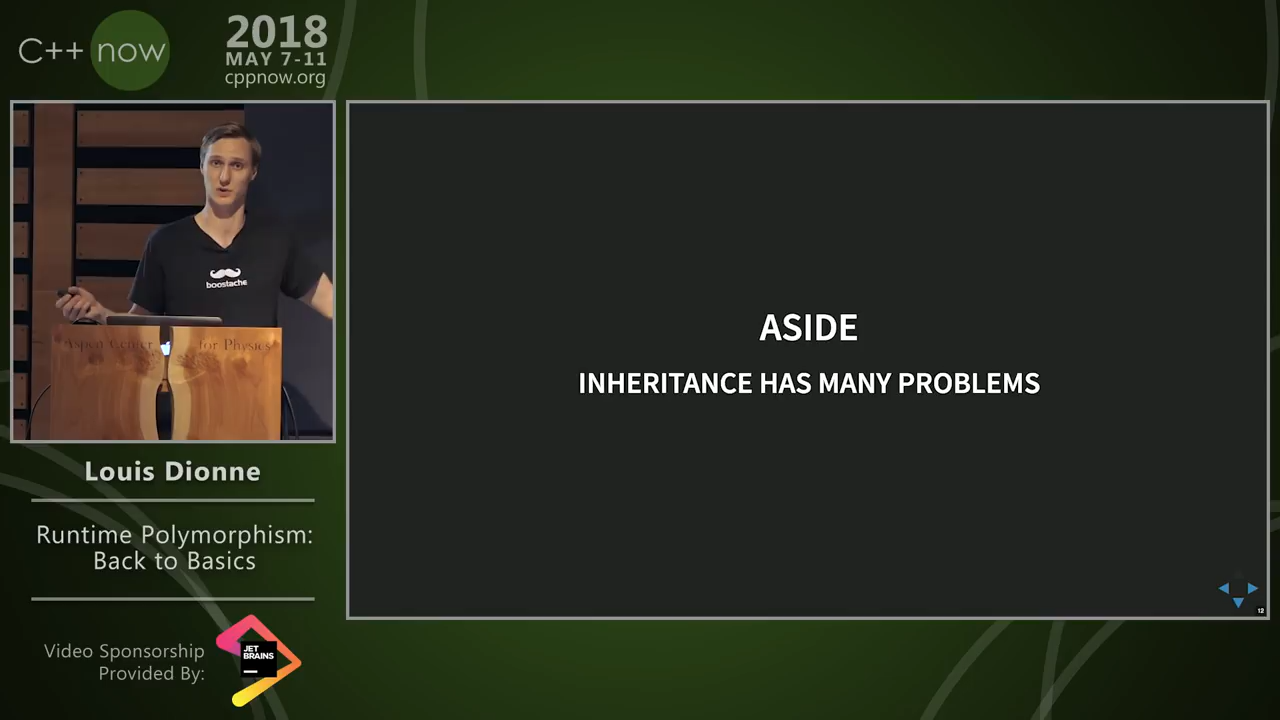 C++ now
2018
MAY 7-11
cppnow.org
boostache
Aspen Center for Physics
Louis Dionne
Runtime Polymorphism:
Back to Basics
Video Sponsorship
Provided By:
JET
BRAINS
ASIDE
INHERITANCE HAS MANY PROBLEMS
12